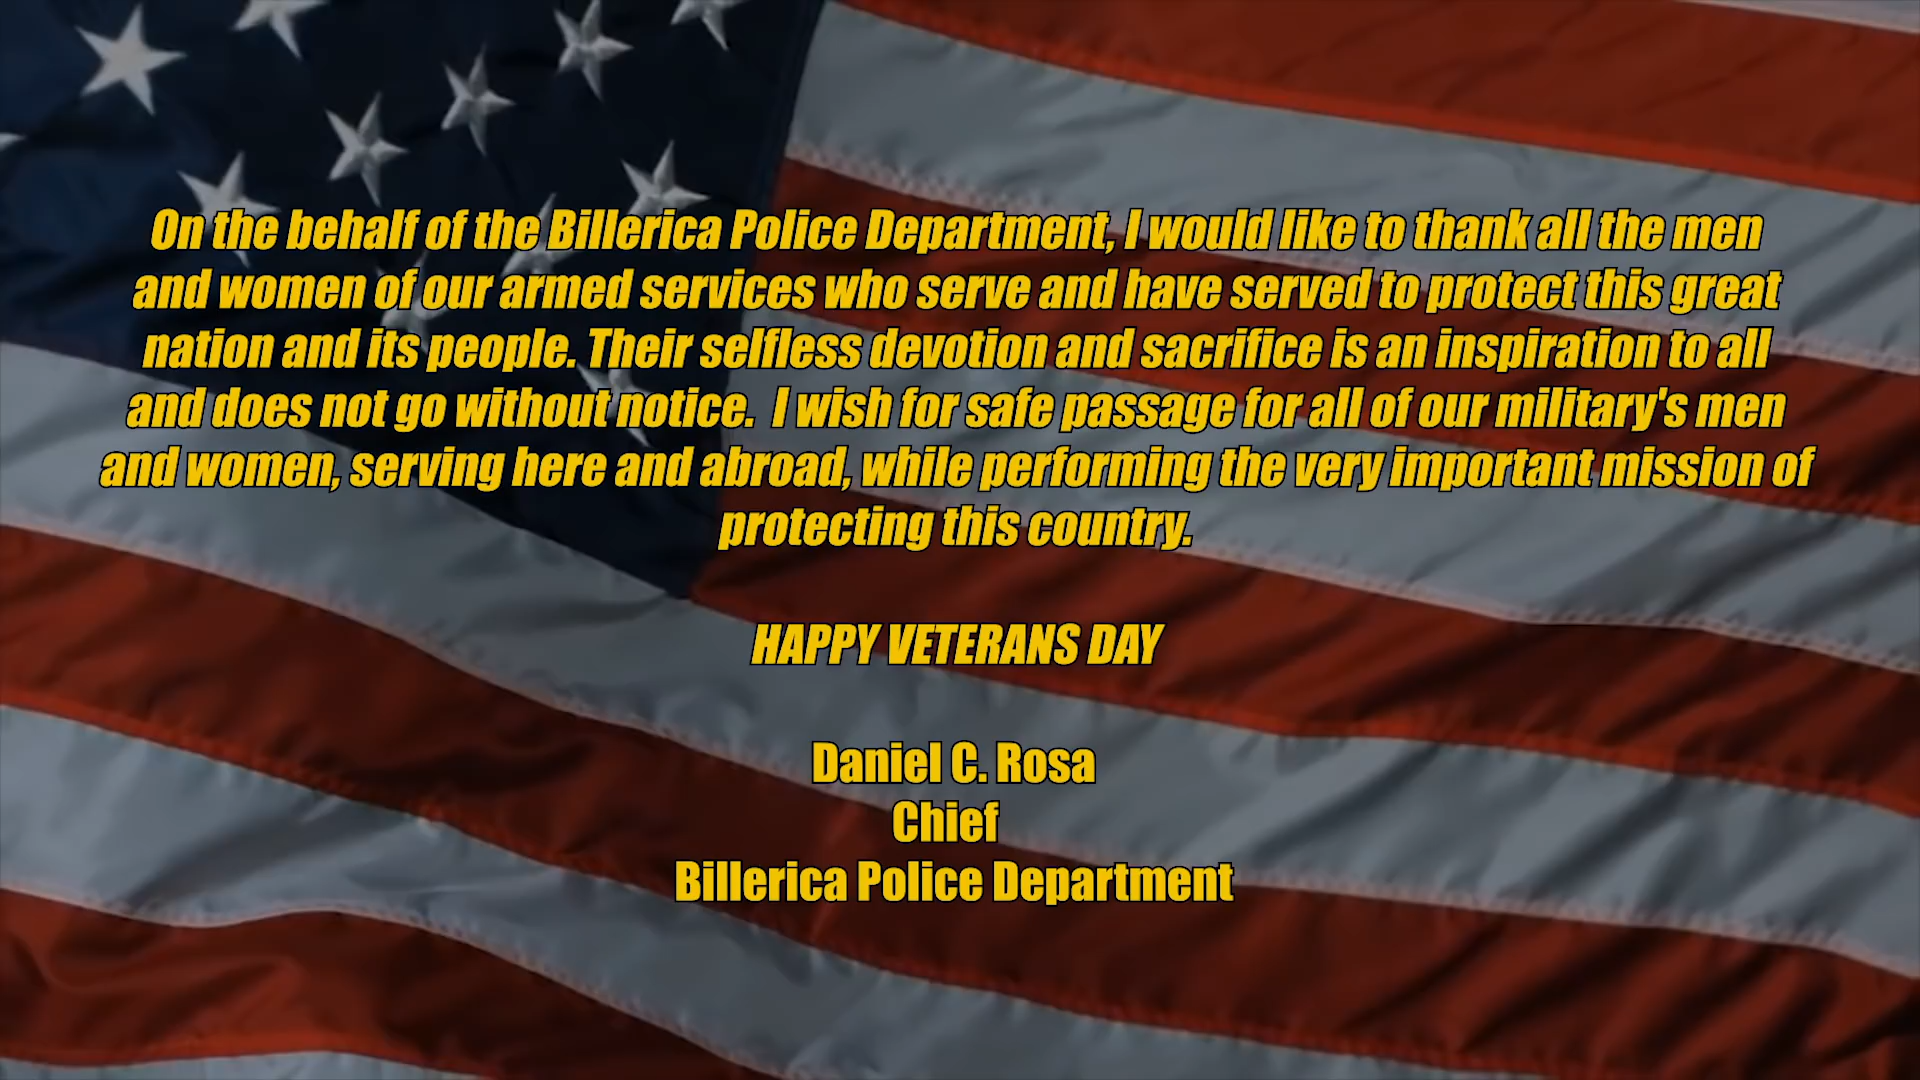 On the behalf of the Billerica Police Department, I would like to thank all the men
and women of our armed services who serve and have served to protect this great
nation and its people. Their selfless devotion and sacrifice is an inspiration to all
and does not go without notice.  I wish for safe passage for all of our military's men
and women, serving here and abroad, while performing the very important mission of
protecting this country.
HAPPY VETERANS DAY
Daniel C. Rosa
Chief
Billerica Police Department